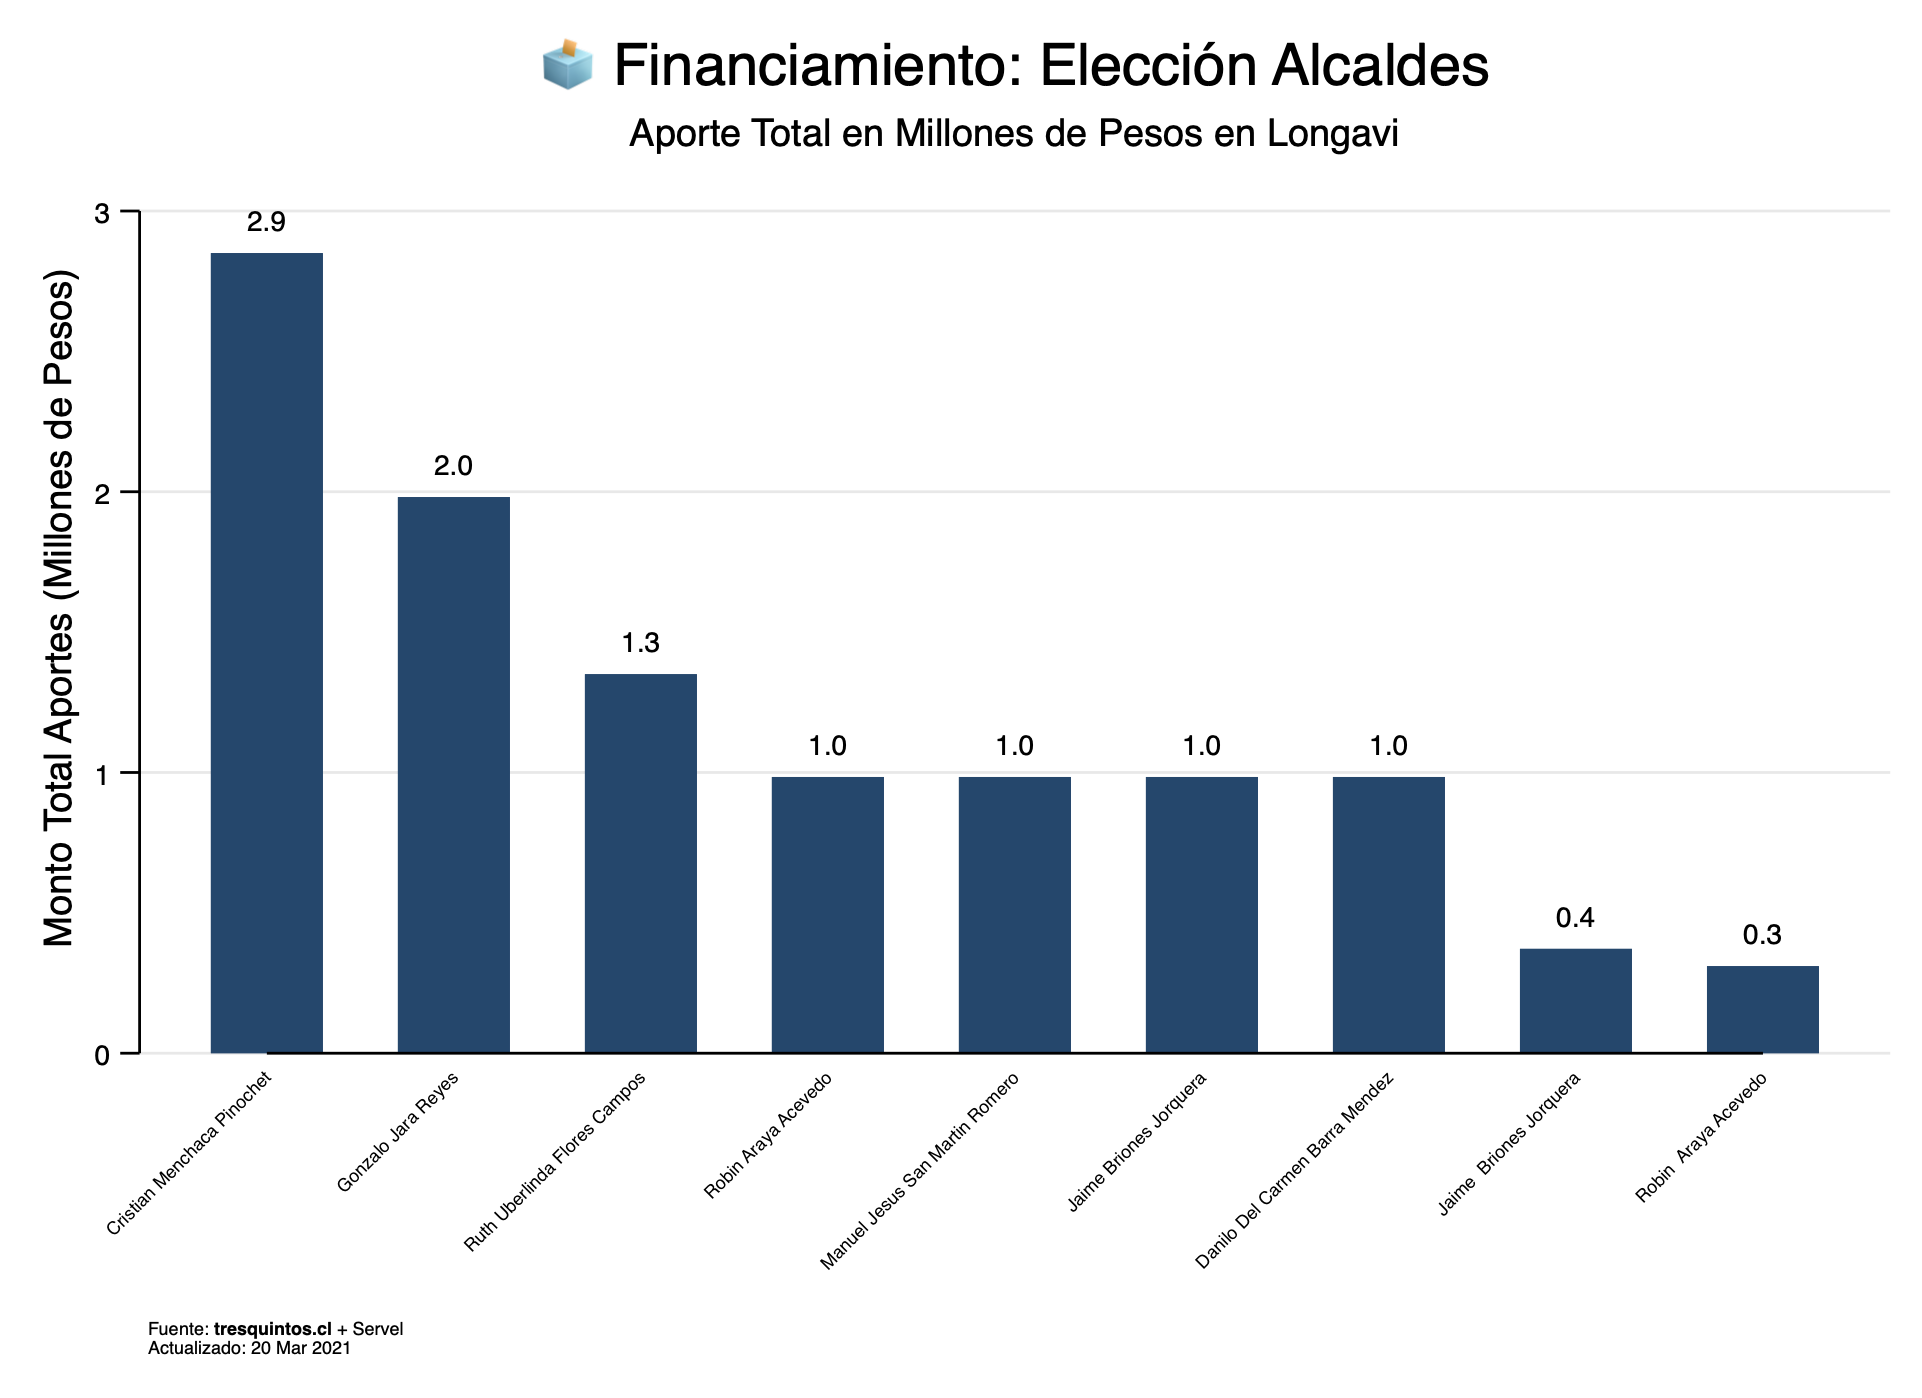 Financiamiento: Elección Alcaldes
Aporte Total en Millones de Pesos en Longavi
Monto Total Aportes (Millones de Pesos)
3
2
1
0
2.9
2.0
1.3
1.0
1.0
1.0
1.0
0.4
0.3
Cristian Menchaca Pinochet
Gonzalo Jara Reyes
Ruth Uberlinda Flores Campos
Robin Araya Acevedo
Manuel Jesus San Martin Romero
Jaime Briones Jorquera
Danilo Del Carmen Barra Mendez
Jaime  Briones Jorquera
Robin  Araya Acevedo
Fuente: tresquintos.cl + Servel
Actualizado: 20 Mar 2021